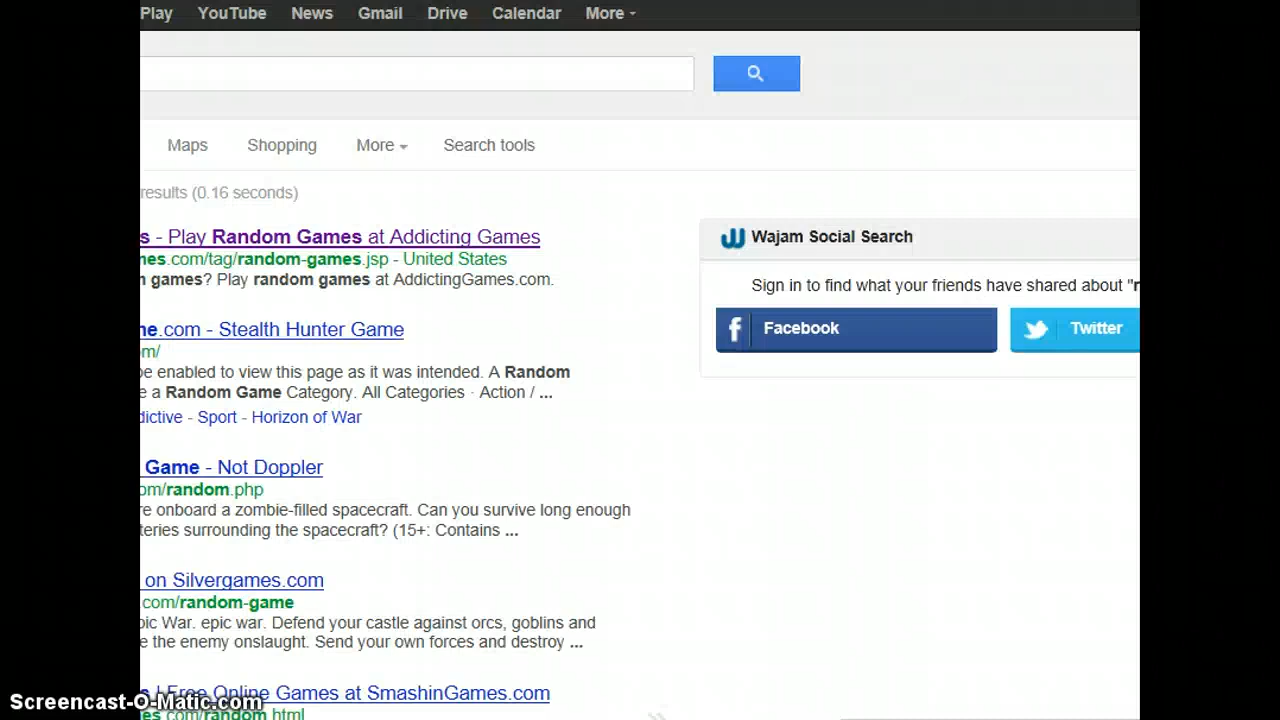 Play YouTube News Gmail Drive Calendar More
Maps Shopping More Search tools
results (0.16 seconds)
s - Play Random Games at Addicting Games
mes.com/tag/random-games.jsp - United States
n games? Play random games at AddictingGames.com.
me.com - Stealth Hunter Game
om/
be enabled to view this page as it was intended. A Random
e a Random Game Category. All Categories · Action / ...
dictive - Sport - Horizon of War
Game - Not Doppler
om/random.php
re onboard a zombie-filled spacecraft. Can you survive long enough
teries surrounding the spacecraft? (15+: Contains ...
on Silvergames.com
.com/random-game
pic War. epic war. Defend your castle against orcs, goblins and
e the enemy onslaught. Send your own forces and destroy ...
s | Free Online Games at SmashinGames.com
es.com/random.html
Wajam Social Search
Sign in to find what your friends have shared about "r
Facebook Twitter
Screencast-O-Matic.com